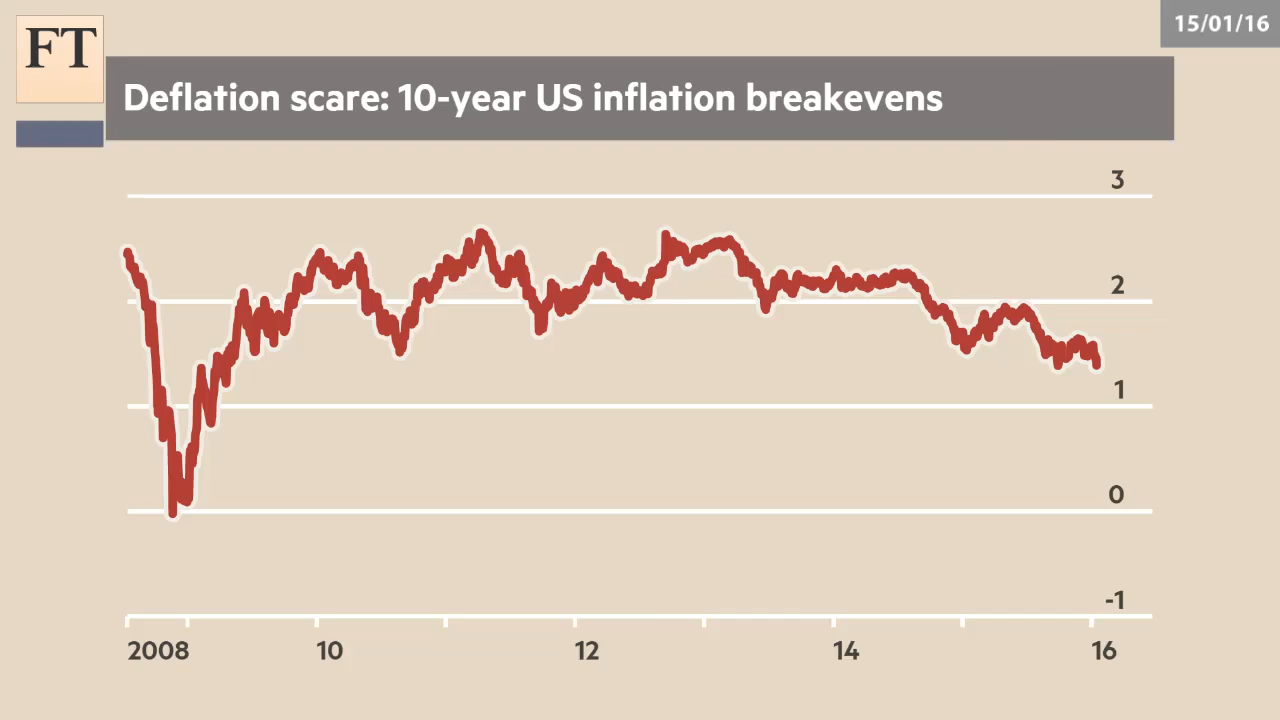 FT
15/01/16
Deflation scare: 10-year US inflation breakevens
3
2
1
0
-1
2008 10 12 14 16